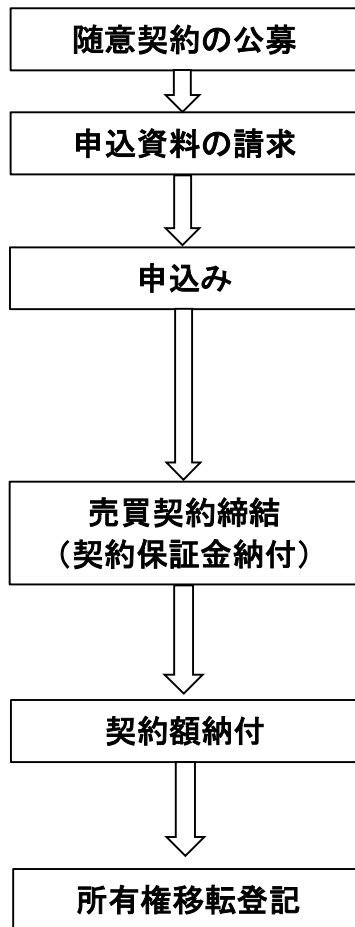 随意契約の公募
申込資料の請求
申込み
売買契約締結
（契約保証金納付）
契約額納付
所有権移転登記